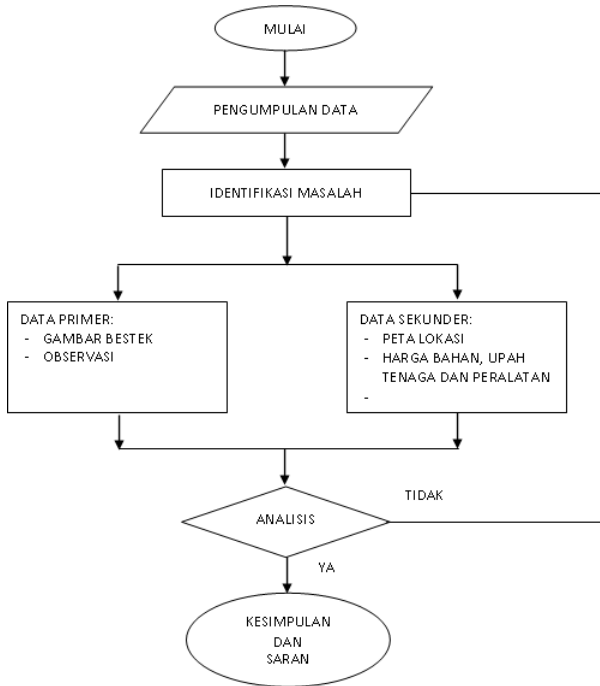 MULAI
PENGUMPULAN DATA
IDENTIFIKASI MASALAH
DATA PRIMER:
- GAMBAR BESTEK
- OBSERVASI
DATA SEKUNDER:
- PETA LOKASI
- HARGA BAHAN, UPAH
TENAGA DAN PERALATAN
-
TIDAK
ANALISIS
YA
KESIMPULAN
DAN
SARAN